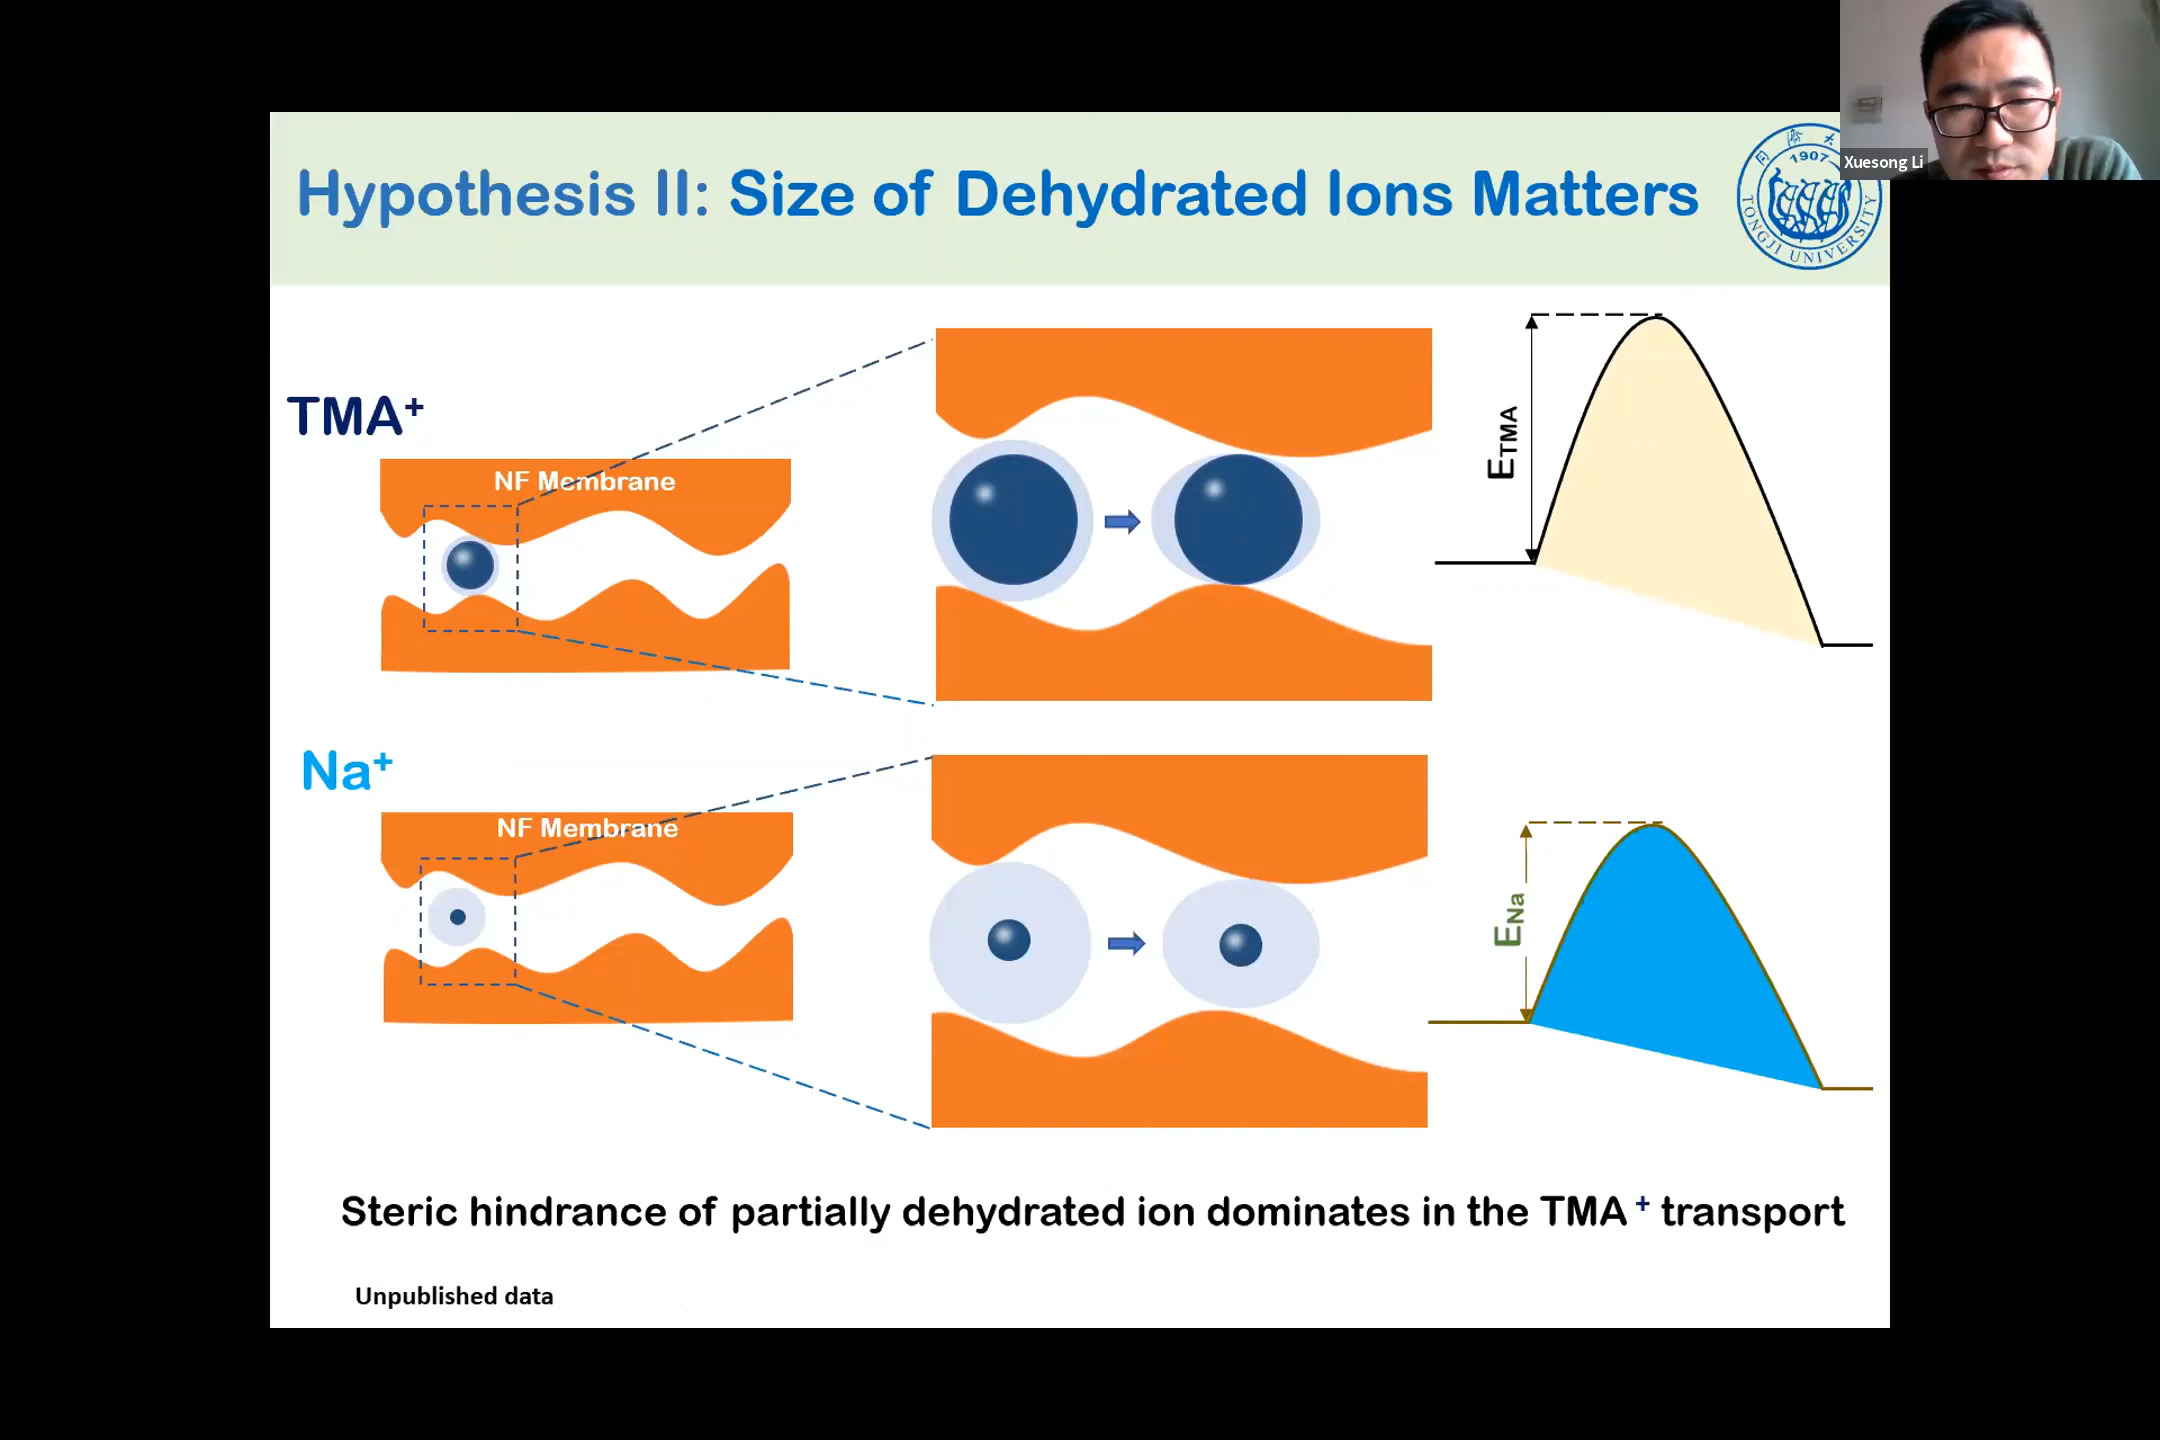 Hypothesis II: Size of Dehydrated Ions Matters
1907
TONGJI UNIVERSITY
Xuesong Li
TMA+
NF Membrane
ETMA
Na+
NF Membrane
ENa
Steric hindrance of partially dehydrated ion dominates in the TMA+ transport
Unpublished data